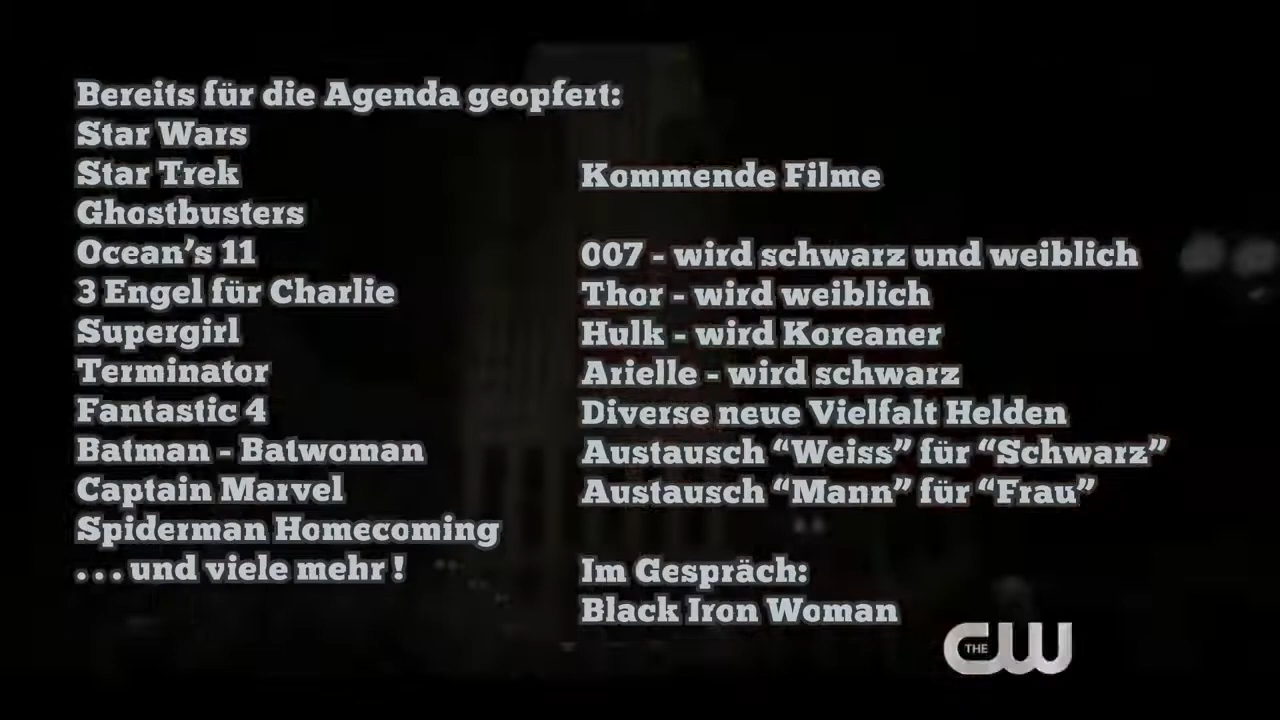 Bereits für die Agenda geopfert:
Star Wars
Star Trek
Ghostbusters
Ocean’s 11
3 Engel für Charlie
Supergirl
Terminator
Fantastic 4
Batman - Batwoman
Captain Marvel
Spiderman Homecoming
. . . und viele mehr !
Kommende Filme
007 - wird schwarz und weiblich
Thor - wird weiblich
Hulk - wird Koreaner
Arielle - wird schwarz
Diverse neue Vielfalt Helden
Austausch “Weiss” für “Schwarz”
Austausch “Mann” für “Frau”
Im Gespräch:
Black Iron Woman
THE CW